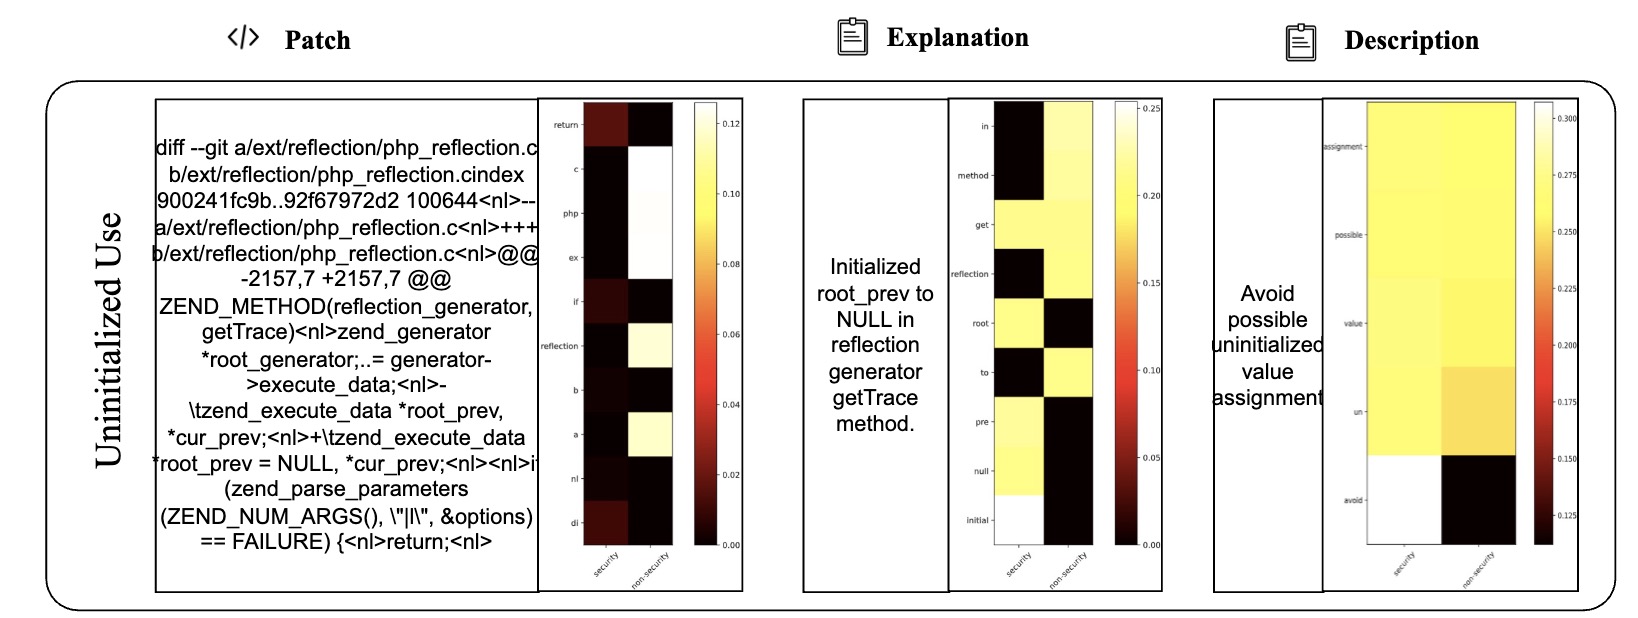 </> Patch
Explanation
Description
Uninitialized Use
diff --git a/ext/reflection/php_reflection.c
b/ext/reflection/php_reflection.cindex
900241fc9b..92f67972d2 100644<nl>--
a/ext/reflection/php_reflection.c<nl>+++
b/ext/reflection/php_reflection.c<nl>@@
-2157,7 +2157,7 @@
ZEND_METHOD(reflection_generator,
getTrace)<nl>zend_generator
*root_generator;..= generator-
>execute_data;<nl>-
\tzend_execute_data *root_prev,
*cur_prev;<nl>+\tzend_execute_data
*root_prev = NULL, *cur_prev;<nl><nl>if
(zend_parse_parameters
(ZEND_NUM_ARGS(), \"|l\", &options)
== FAILURE) {<nl>return;<nl>
return
c
php
ex
if
reflection
b
a
nl
di
security
non-security
0.12
0.10
0.08
0.06
0.04
0.02
0.00
Initialized
root_prev to
NULL in
reflection
generator
getTrace
method.
in
method
get
reflection
root
to
pre
null
initial
security
non-security
0.25
0.20
0.15
0.10
0.05
0.00
Avoid
possible
uninitialized
value
assignment
assignment
possible
value
un
avoid
security
non-security
0.300
0.275
0.250
0.225
0.200
0.175
0.150
0.125